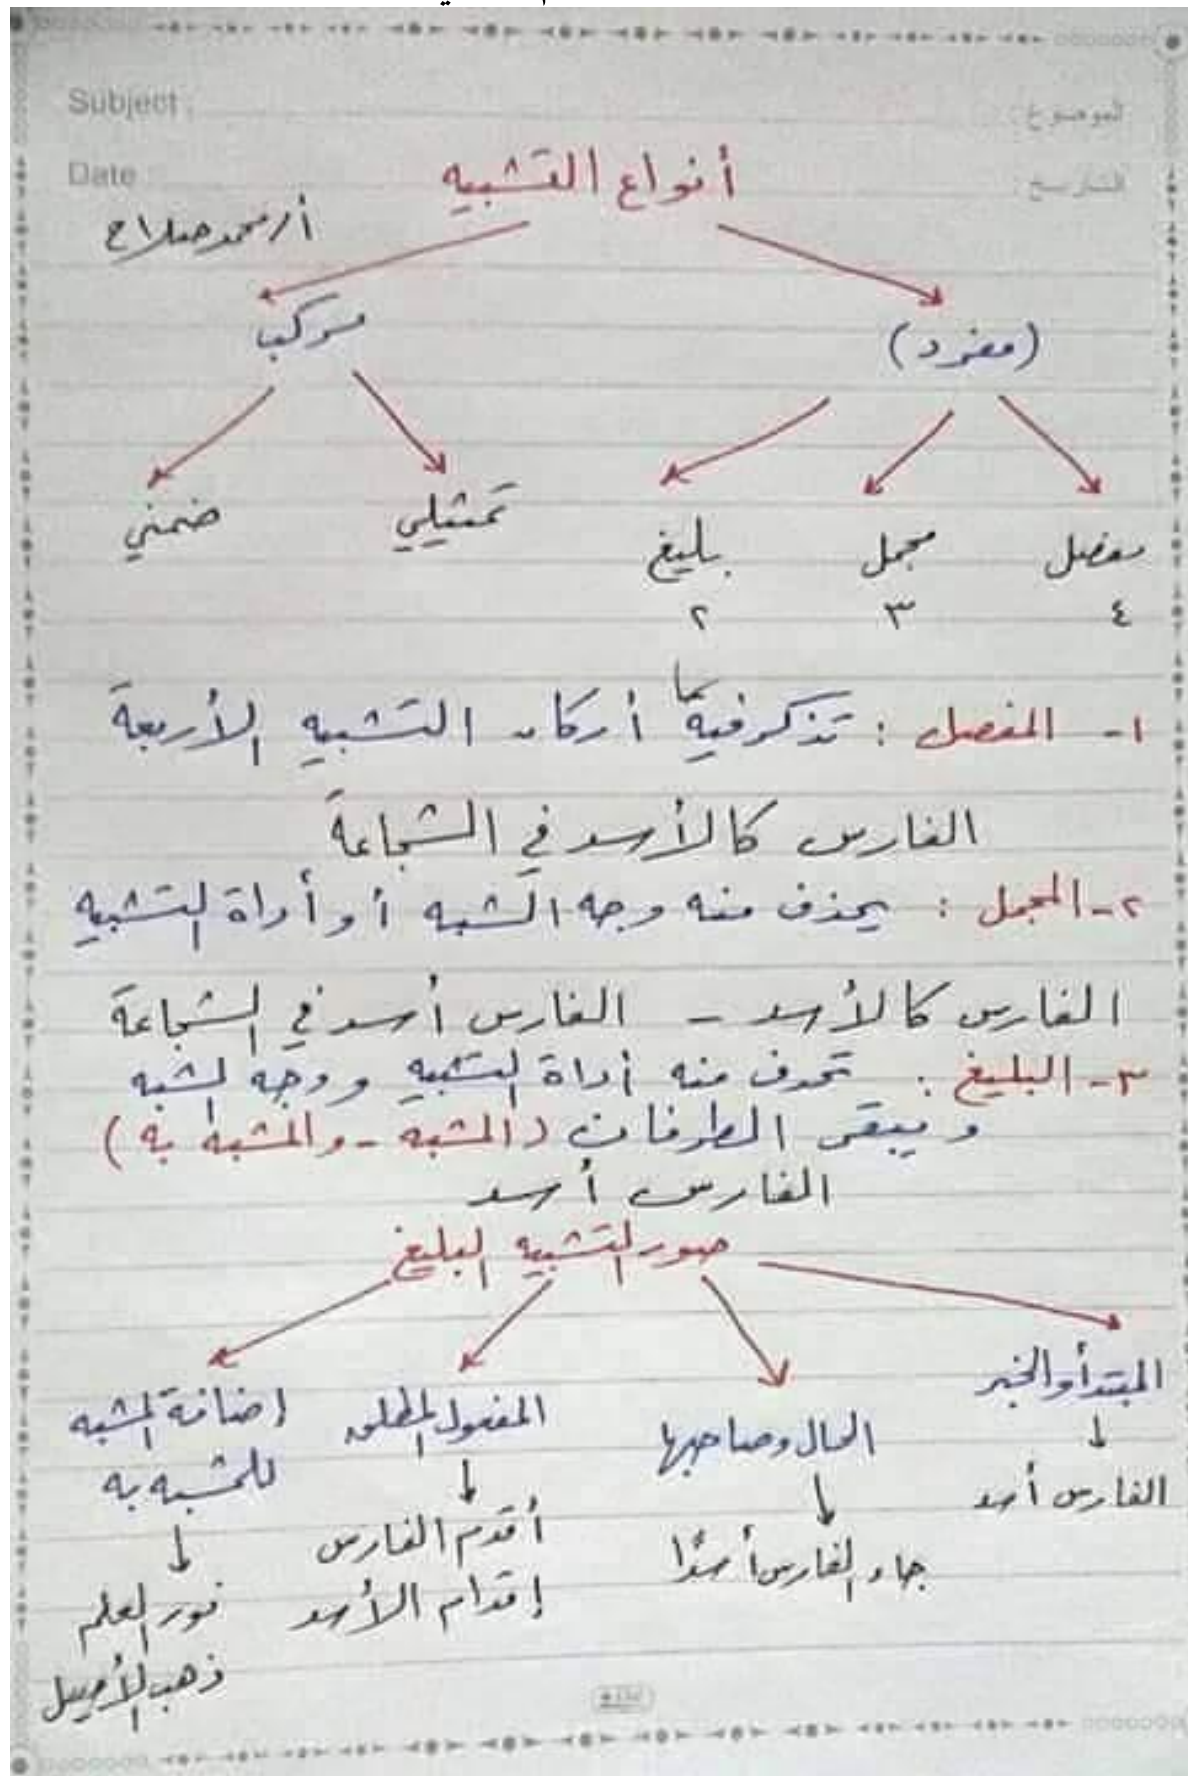 Subject :
الموضوع :
Date :
التاريخ :
أنواع التشبيه
أ/ محمد صلاح
(مفرد)
مركب
مفصل
مجمل
بليغ
تمثيلي
ضمني
٤
٣
٢
١- المفصل : تذكر فيه أركان التشبيه الأربعة
الفارس كالأسد في الشجاعة
٢- المجمل : يحذف منه وجه الشبه أو أداة التشبيه
الفارس كالأسد - الفارس أسد في الشجاعة
٣- البليغ : تحذف منه أداة التشبيه ووجه الشبه
ويبقى الطرفان (المشبه - والمشبه به)
الفارس أسد
صور التشبيه البليغ
المبتدأ والخبر
الحال وصاحبها
المفعول المطلق
إضافة المشبه
للمشبه به
الفارس أسد
جاء الفارس أسدًا
أقدم الفارس
إقدام الأسد
نور العلم
ذهب الأصيل